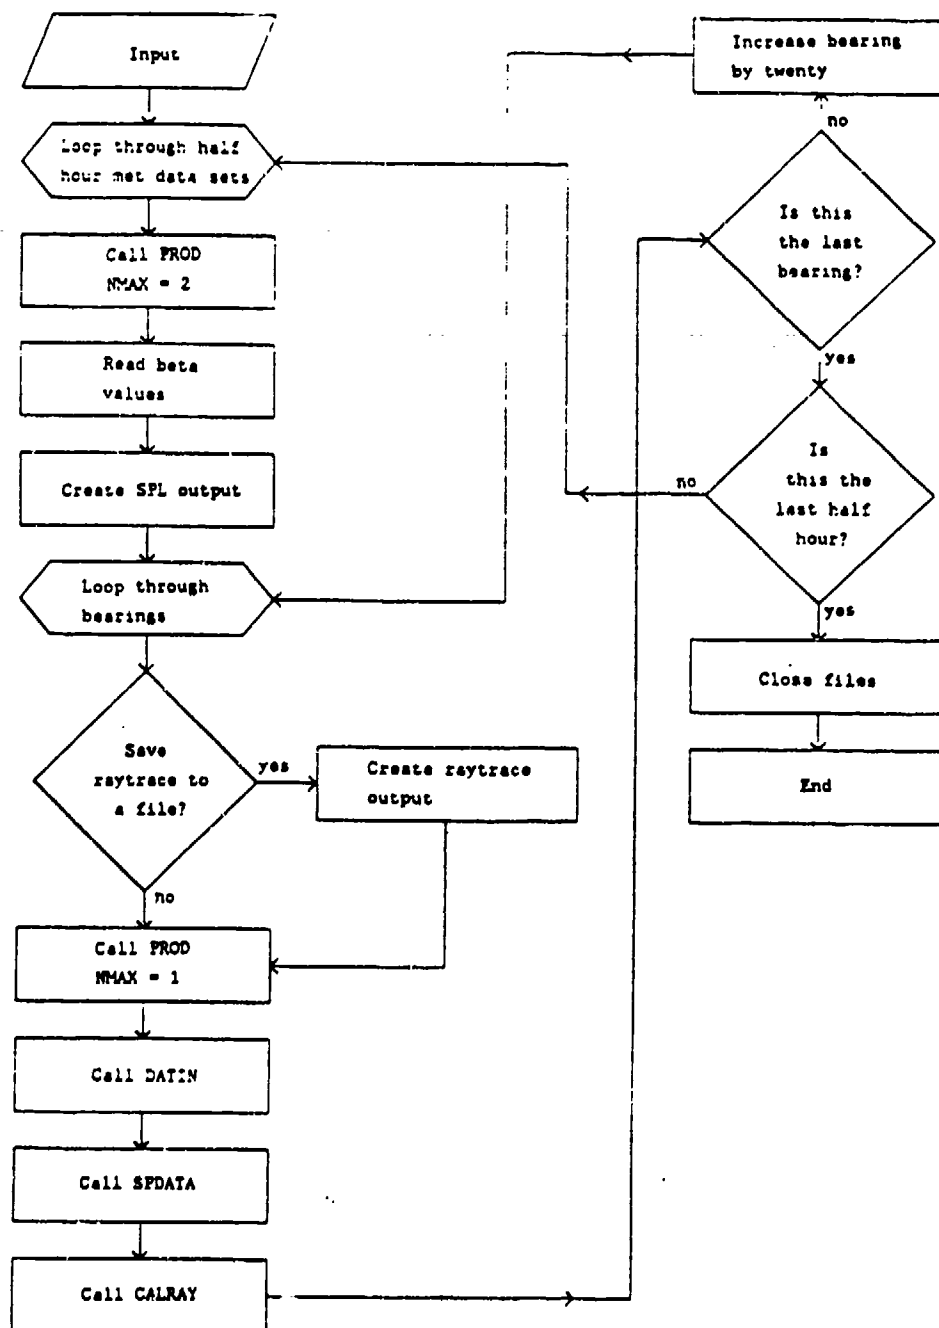 Input
Loop through half
hour met data sets
Call PROD
NMAX = 2
Read beta
values
Create SPL output
Loop through
bearings
Save
raytrace to
a file?
yes
Create raytrace
output
no
Call PROD
NMAX = 1
Call DATIN
Call SPDATA
Call CALRAY
Increase bearing
by twenty
no
Is this
the last
bearing?
yes
Is
this the
last half
hour?
no
yes
Close files
End